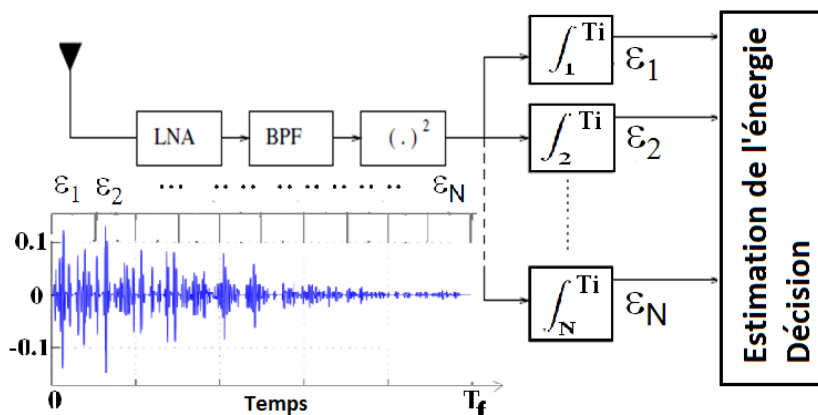 ∫₁ Ti
ε₁
LNA
BPF
( . )²
∫₂ Ti
ε₂
ε₁ ε₂ ... .. .. .. .. .. .. εN
0.1
0
-0.1
0
Temps
Tf
∫N Ti
εN
Estimation de l'énergie
Décision